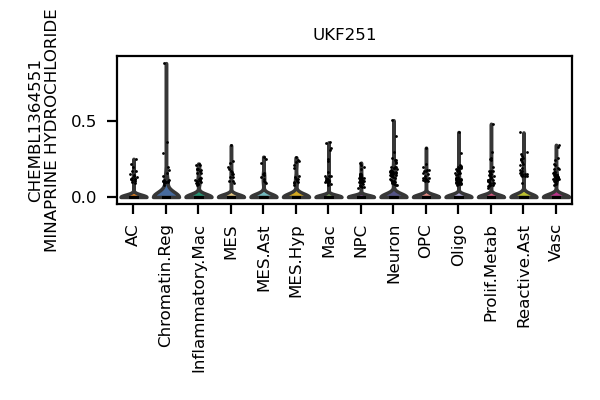 UKF251
CHEMBL1364551
MINAPRINE HYDROCHLORIDE
0.5
0.0
AC
Chromatin.Reg
Inflammatory.Mac
MES
MES.Ast
MES.Hyp
Mac
NPC
Neuron
OPC
Oligo
Prolif.Metab
Reactive.Ast
Vasc